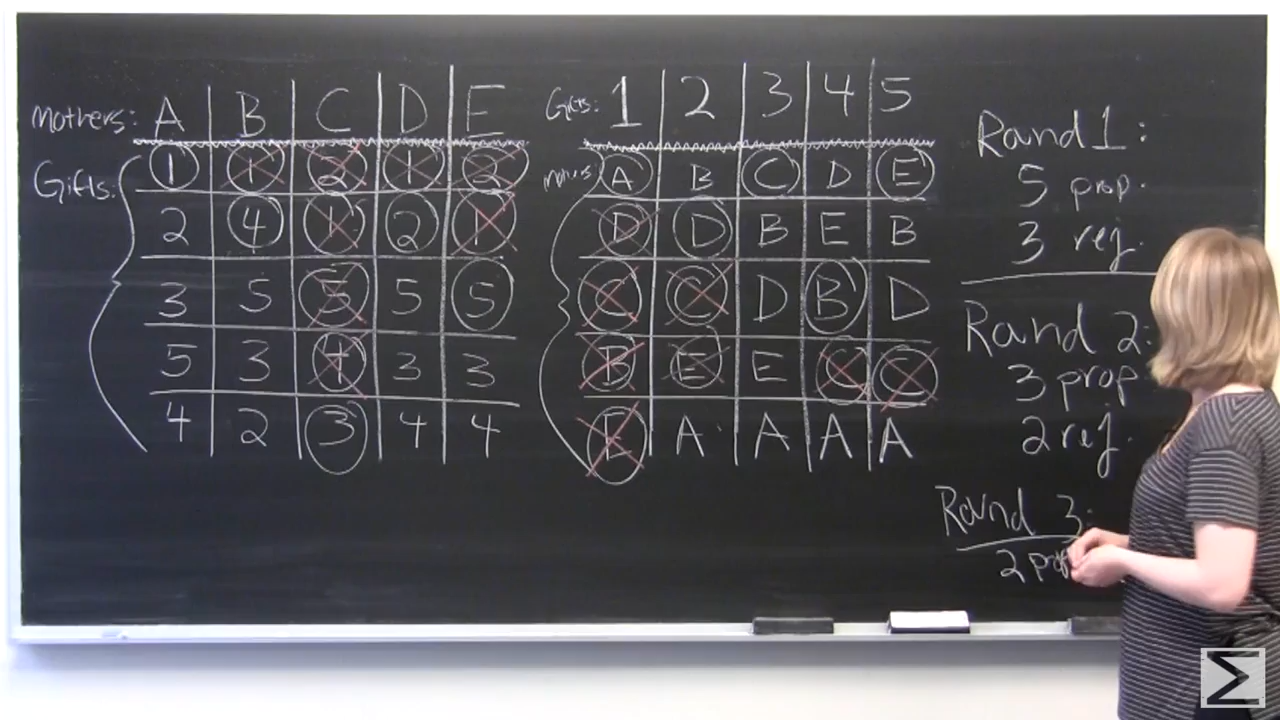 Mothers: A B C D E
Gifts: 1 1 2 1 2
2 4 1 2 1
3 5 5 5 5
5 3 4 3 3
4 2 3 4 4
Gifts: 1 2 3 4 5
Mothers: A B C D E
D D B E B
C C D B D
B E E C C
E A A A A
Round 1:
5 prop.
3 rej.
Round 2:
3 prop.
2 rej.
Round 3:
2 prop
Σ